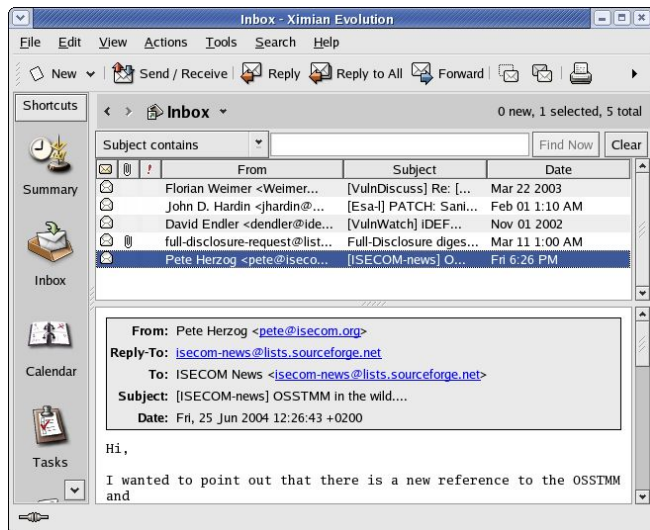 Inbox - Ximian Evolution
File Edit View Actions Tools Search Help
New Send / Receive Reply Reply to All Forward
Shortcuts
Inbox
0 new, 1 selected, 5 total
Subject contains
Find Now
Clear
! From Subject Date
Florian Weimer <Weimer... [VulnDiscuss] Re: [... Mar 22 2003
John D. Hardin <jhardin@... [Esa-l] PATCH: Sani... Feb 01 1:10 AM
David Endler <dendler@ide... [VulnWatch] iDEF... Nov 01 2002
full-disclosure-request@list... Full-Disclosure diges... Mar 11 1:00 AM
Pete Herzog <pete@iseco... [ISECOM-news] O... Fri 6:26 PM
Summary
Inbox
Calendar
Tasks
From: Pete Herzog <pete@isecom.org>
Reply-To: isecom-news@lists.sourceforge.net
To: ISECOM News <isecom-news@lists.sourceforge.net>
Subject: [ISECOM-news] OSSTMM in the wild....
Date: Fri, 25 Jun 2004 12:26:43 +0200
Hi,
I wanted to point out that there is a new reference to the OSSTMM
and